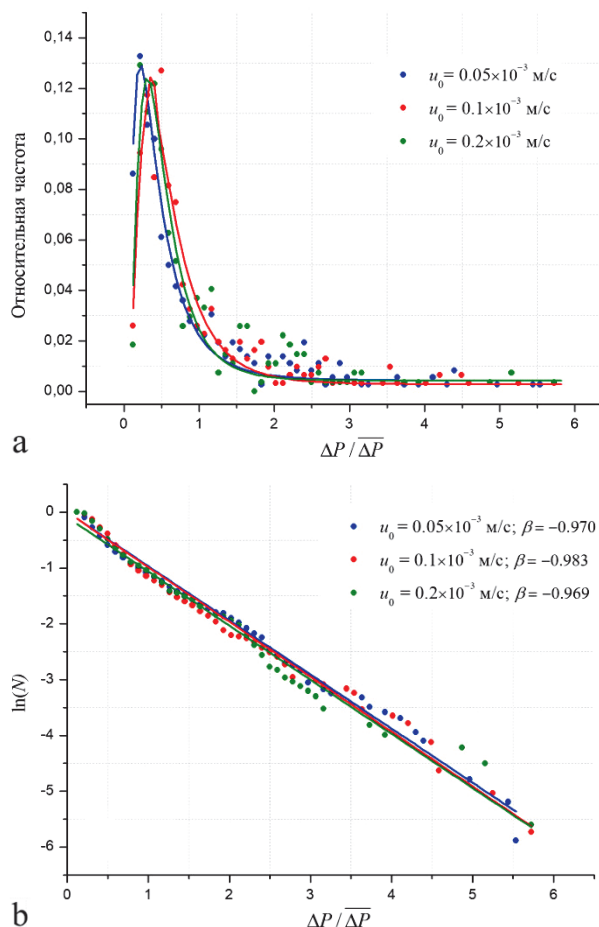 0,14
0,12
0,10
0,08
0,06
0,04
0,02
0,00
Относительная частота
u₀ = 0.05×10⁻³ м/с
u₀ = 0.1×10⁻³ м/с
u₀ = 0.2×10⁻³ м/с
0 1 2 3 4 5 6
a
ΔP / ΔP̅
0
-1
-2
-3
-4
-5
-6
ln(N)
u₀ = 0.05×10⁻³ м/с; β = −0.970
u₀ = 0.1×10⁻³ м/с; β = −0.983
u₀ = 0.2×10⁻³ м/с; β = −0.969
0 1 2 3 4 5 6
b
ΔP / ΔP̅